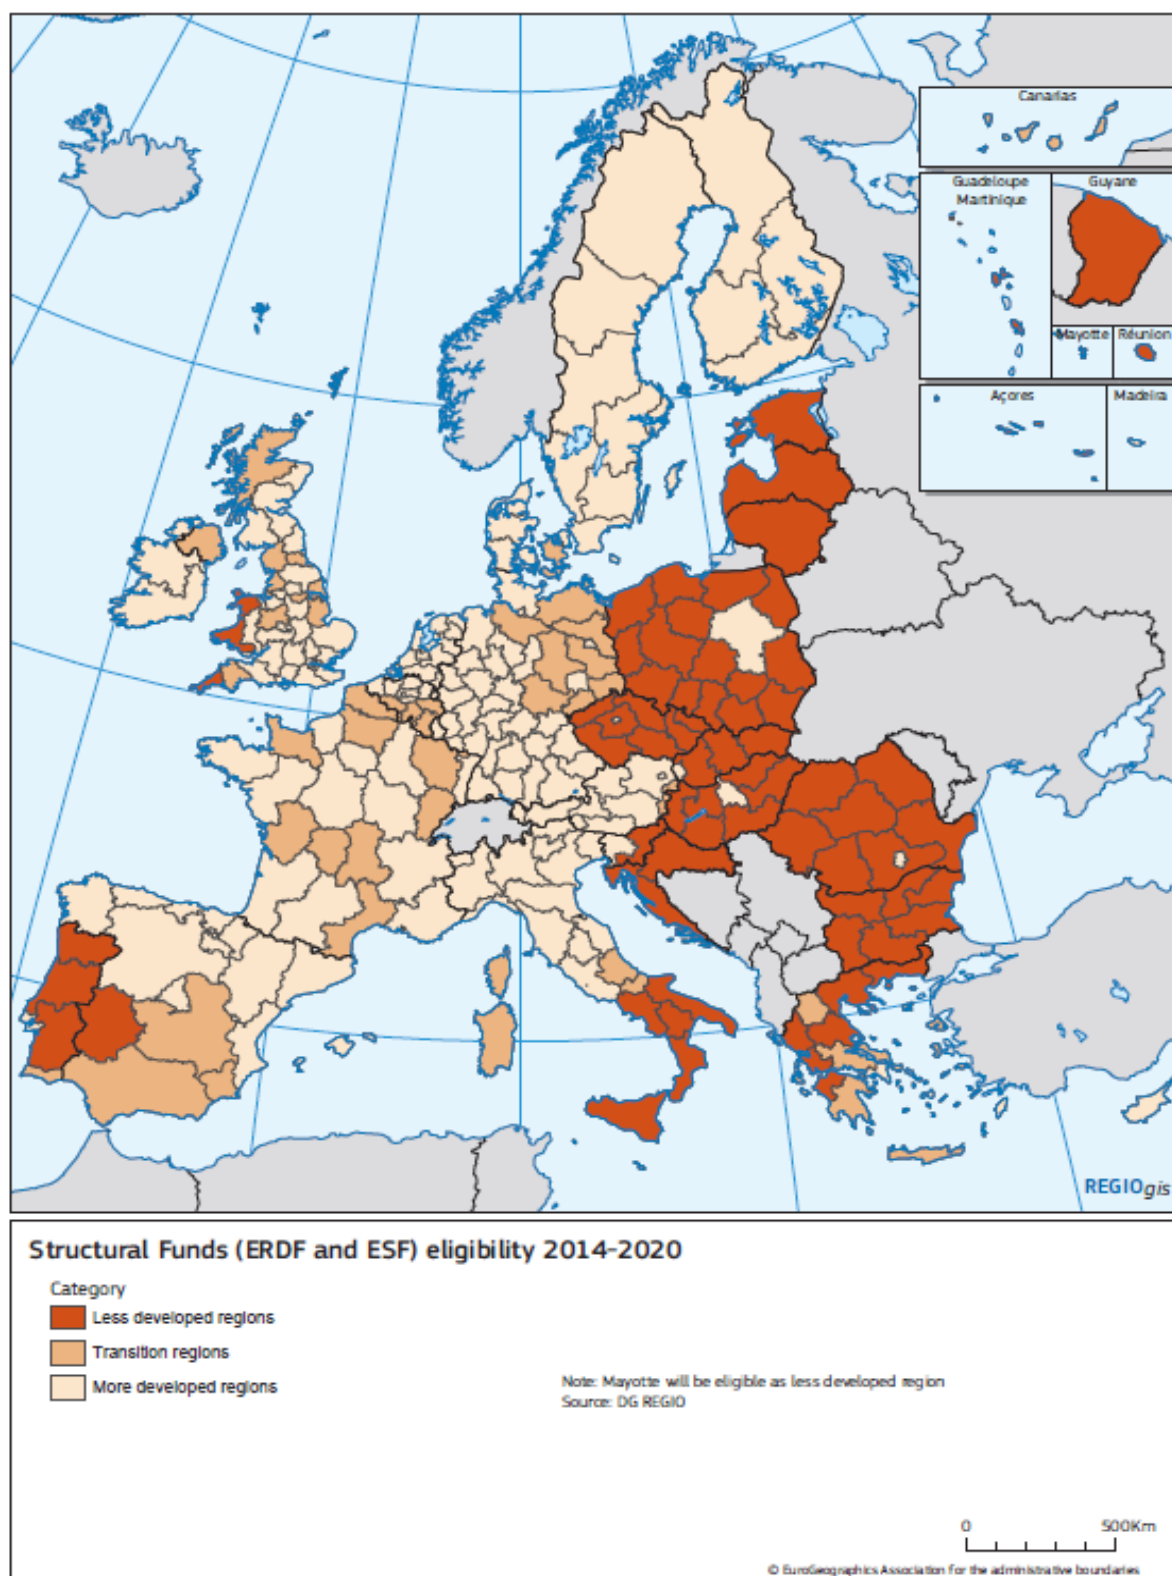 Canarias
Guadeloupe
Martinique
Guyane
Mayotte
Réunion
Açores
Madeira
REGIOgis
Structural Funds (ERDF and ESF) eligibility 2014-2020
Category
Less developed regions
Transition regions
More developed regions
Note: Mayotte will be eligible as less developed region
Source: DG REGIO
0 500Km
© EuroGeographics Association for the administrative boundaries